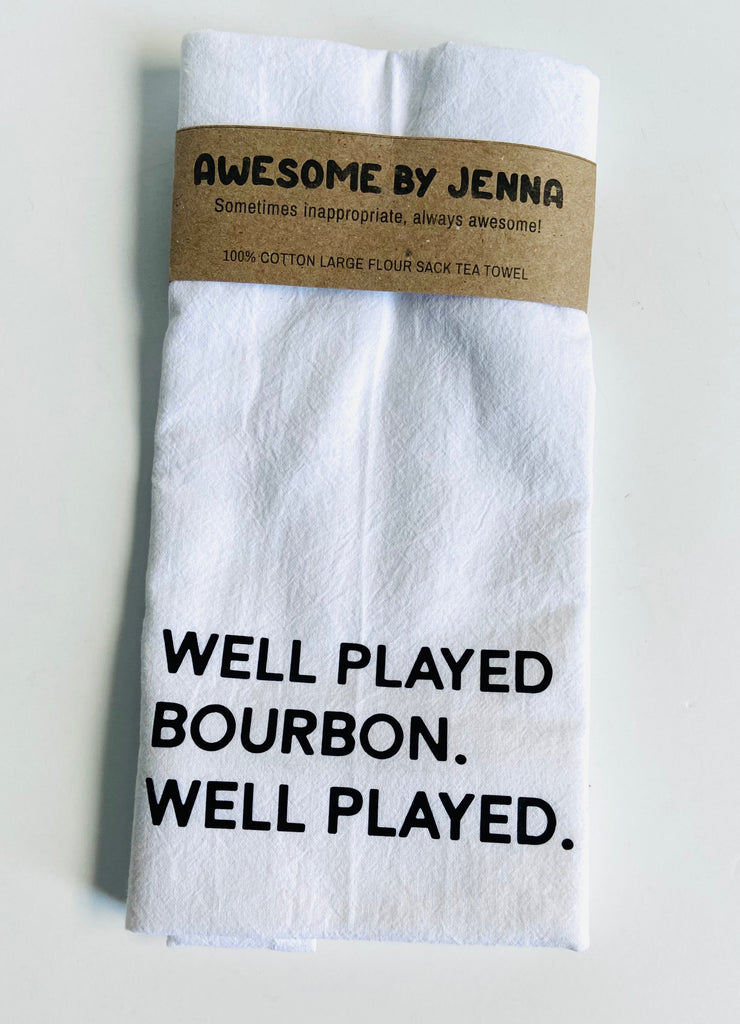 AWESOME BY JENNA
Sometimes inappropriate, always awesome!
100% COTTON LARGE FLOUR SACK TEA TOWEL
WELL PLAYED
BOURBON.
WELL PLAYED.